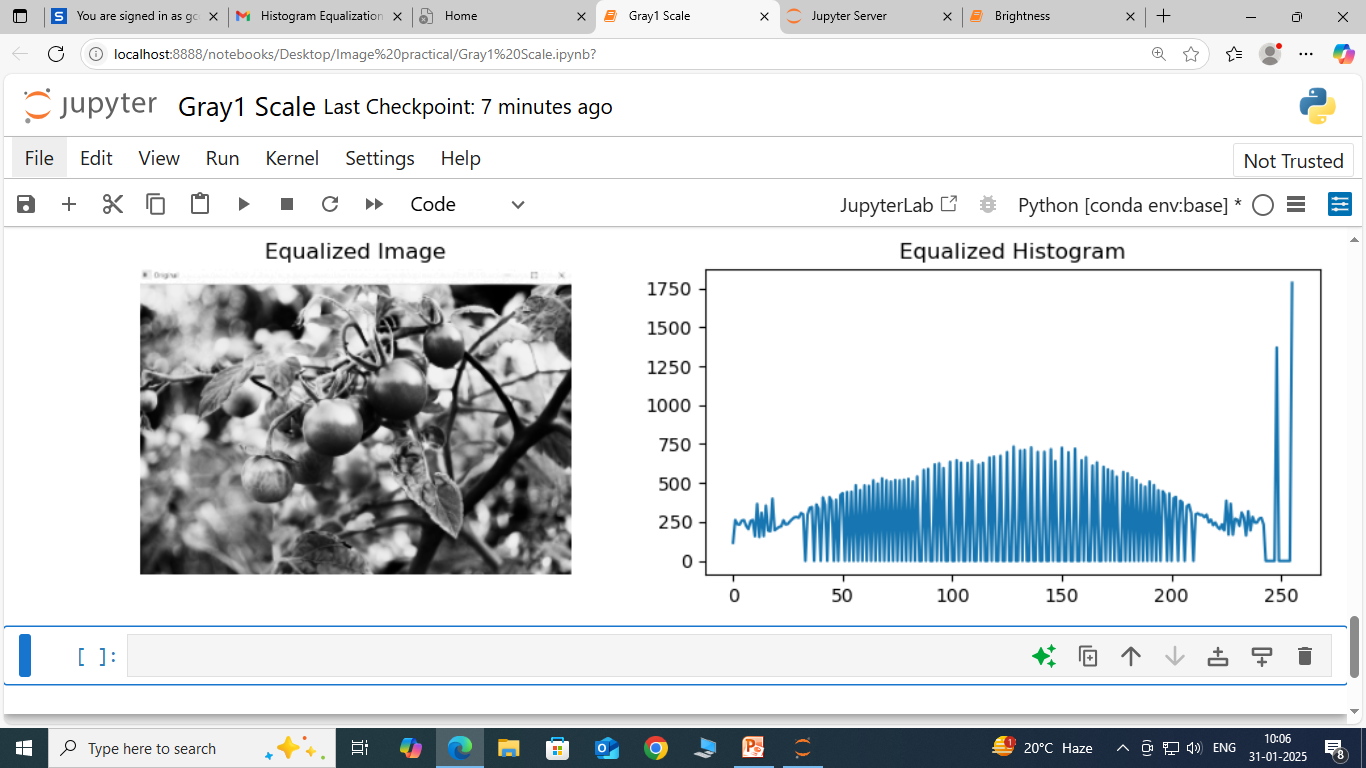 You are signed in as gc
Histogram Equalization
Home
Gray1 Scale
Jupyter Server
Brightness
localhost:8888/notebooks/Desktop/Image%20practical/Gray1%20Scale.ipynb?
jupyter Gray1 Scale Last Checkpoint: 7 minutes ago
File Edit View Run Kernel Settings Help
Not Trusted
Code
JupyterLab
Python [conda env:base] *
Equalized Image
Original
Equalized Histogram
1750
1500
1250
1000
750
500
250
0
0 50 100 150 200 250
[ ]:
Type here to search
20°C Haze
ENG
10:06
31-01-2025
8